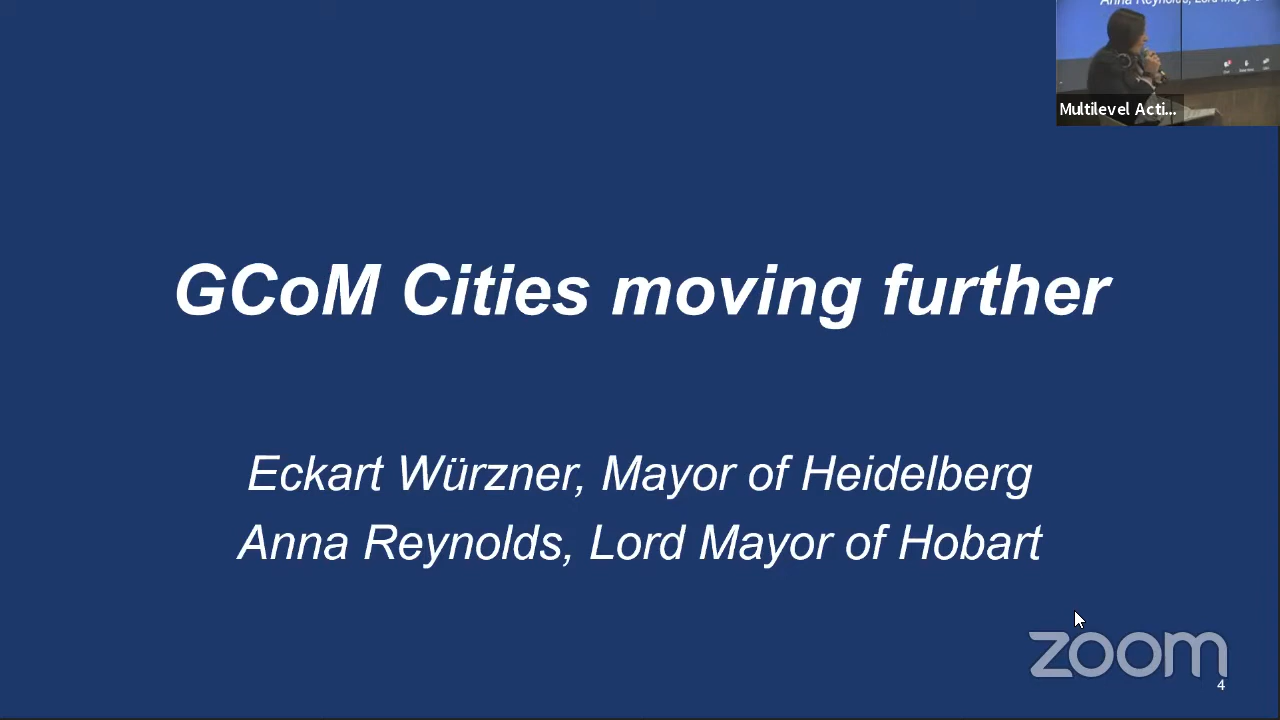 Anna Reynolds, Lord Mayor
Multilevel Acti...
GCoM Cities moving further
Eckart Würzner, Mayor of Heidelberg
Anna Reynolds, Lord Mayor of Hobart
zoom
4